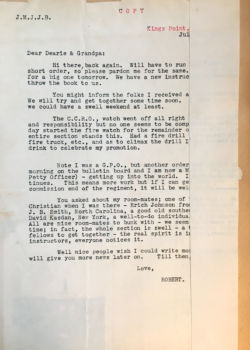 COPY
J.M.J.J.B.
Kings Point,
Jul
Dear Dearie & Grandpa:
Hi there, back again. Will have to run
short order, so please pardon me for the same,
for a big one tomorrow. We have a new instruc
throw the book to us.
You might inform the folks I received a
We will try and get together some time soon.
we could have a swell weekend at least.
The C.C.P.O., watch went off all right
and responsibility but no one seems to be comp
day started the fire watch for the remainder o
entire section stands this. Had a fire drill
fire truck, etc., and as to climax the drill I
drink to celebrate my promotion.
Note I was a G.P.O., but another order
morning on the bulletin board and I am now a M
Petty Officer) - getting up into the world. I
tinues. This means more work but if I can ge
commission end of the regiment, it will be wel
You asked about my room-mates; one of
Christian when I was there - Erich Johnson fro
J. B. Smith, North Carolina, a good old southe
David Kasdan, New York, a well-to-do individua
All are nice room-mates to bunk with - we seem
time; in fact, the whole section is swell - a
fellows to get together - the real spirit is i
instructors, everyone notices it.
Well nice people wish I could write mo
will give you more news later on. Till then,
Love,
ROBERT.